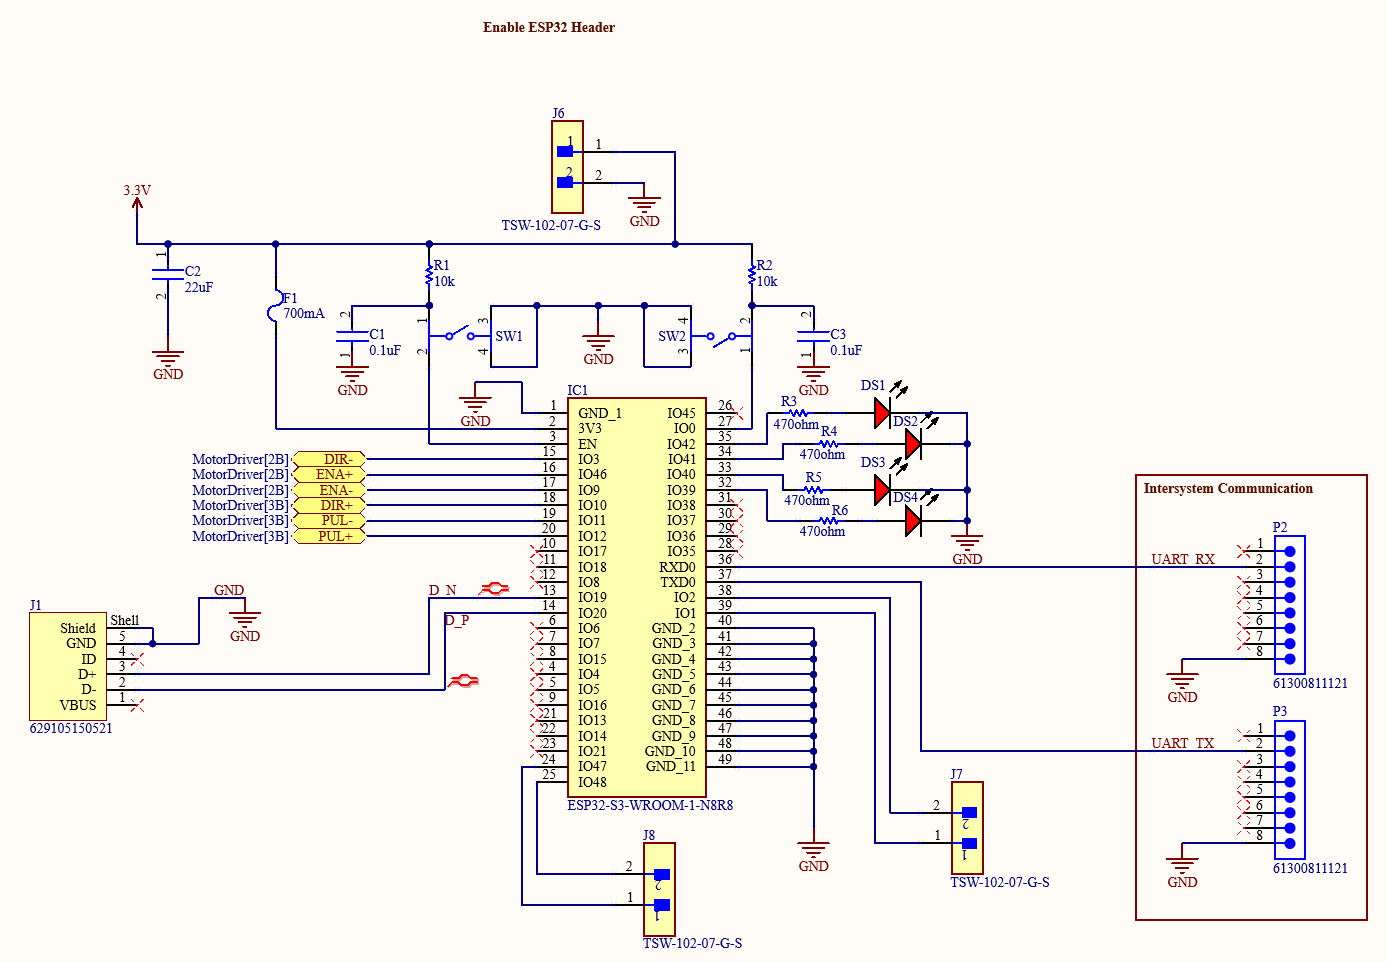 Enable ESP32 Header
J6
1 1
2 2
GND
TSW-102-07-G-S
3.3V
1
C2
22uF
2
GND
F1
700mA
R1
10k
R2
10k
2
C1
0.1uF
1
GND
1
2
3
SW1
4
GND
4
SW2
3
2
1
2
C3
0.1uF
1
GND
GND
IC1
1 GND_1
2 3V3
3 EN
15 IO3
16 IO46
17 IO9
18 IO10
19 IO11
20 IO12
10 IO17
11 IO18
12 IO8
13 IO19
14 IO20
6 IO6
7 IO7
8 IO15
4 IO4
5 IO5
9 IO16
21 IO13
22 IO14
23 IO21
24 IO47
25 IO48
IO45 26
IO0 27
IO42 35
IO41 34
IO40 33
IO39 32
IO38 31
IO37 30
IO36 29
IO35 28
RXD0 36
TXD0 37
IO2 38
IO1 39
GND_2 40
GND_3 41
GND_4 42
GND_5 43
GND_6 44
GND_7 45
GND_8 46
GND_9 47
GND_10 48
GND_11 49
ESP32-S3-WROOM-1-N8R8
MotorDriver[2B] DIR-
MotorDriver[2B] ENA+
MotorDriver[2B] ENA-
MotorDriver[3B] DIR+
MotorDriver[3B] PUL-
MotorDriver[3B] PUL+
R3
470ohm
DS1
R4
470ohm
DS2
R5
470ohm
DS3
R6
470ohm
DS4
GND
D_N
D_P
GND
GND
J1
Shield Shell
GND 5
ID 4
D+ 3
D- 2
VBUS 1
629105150521
GND
J8
2 2
1 1
TSW-102-07-G-S
J7
2 2
1 1
TSW-102-07-G-S
Intersystem Communication
UART_RX
P2
1
2
3
4
5
6
7
8
GND
61300811121
UART_TX
P3
1
2
3
4
5
6
7
8
GND
61300811121